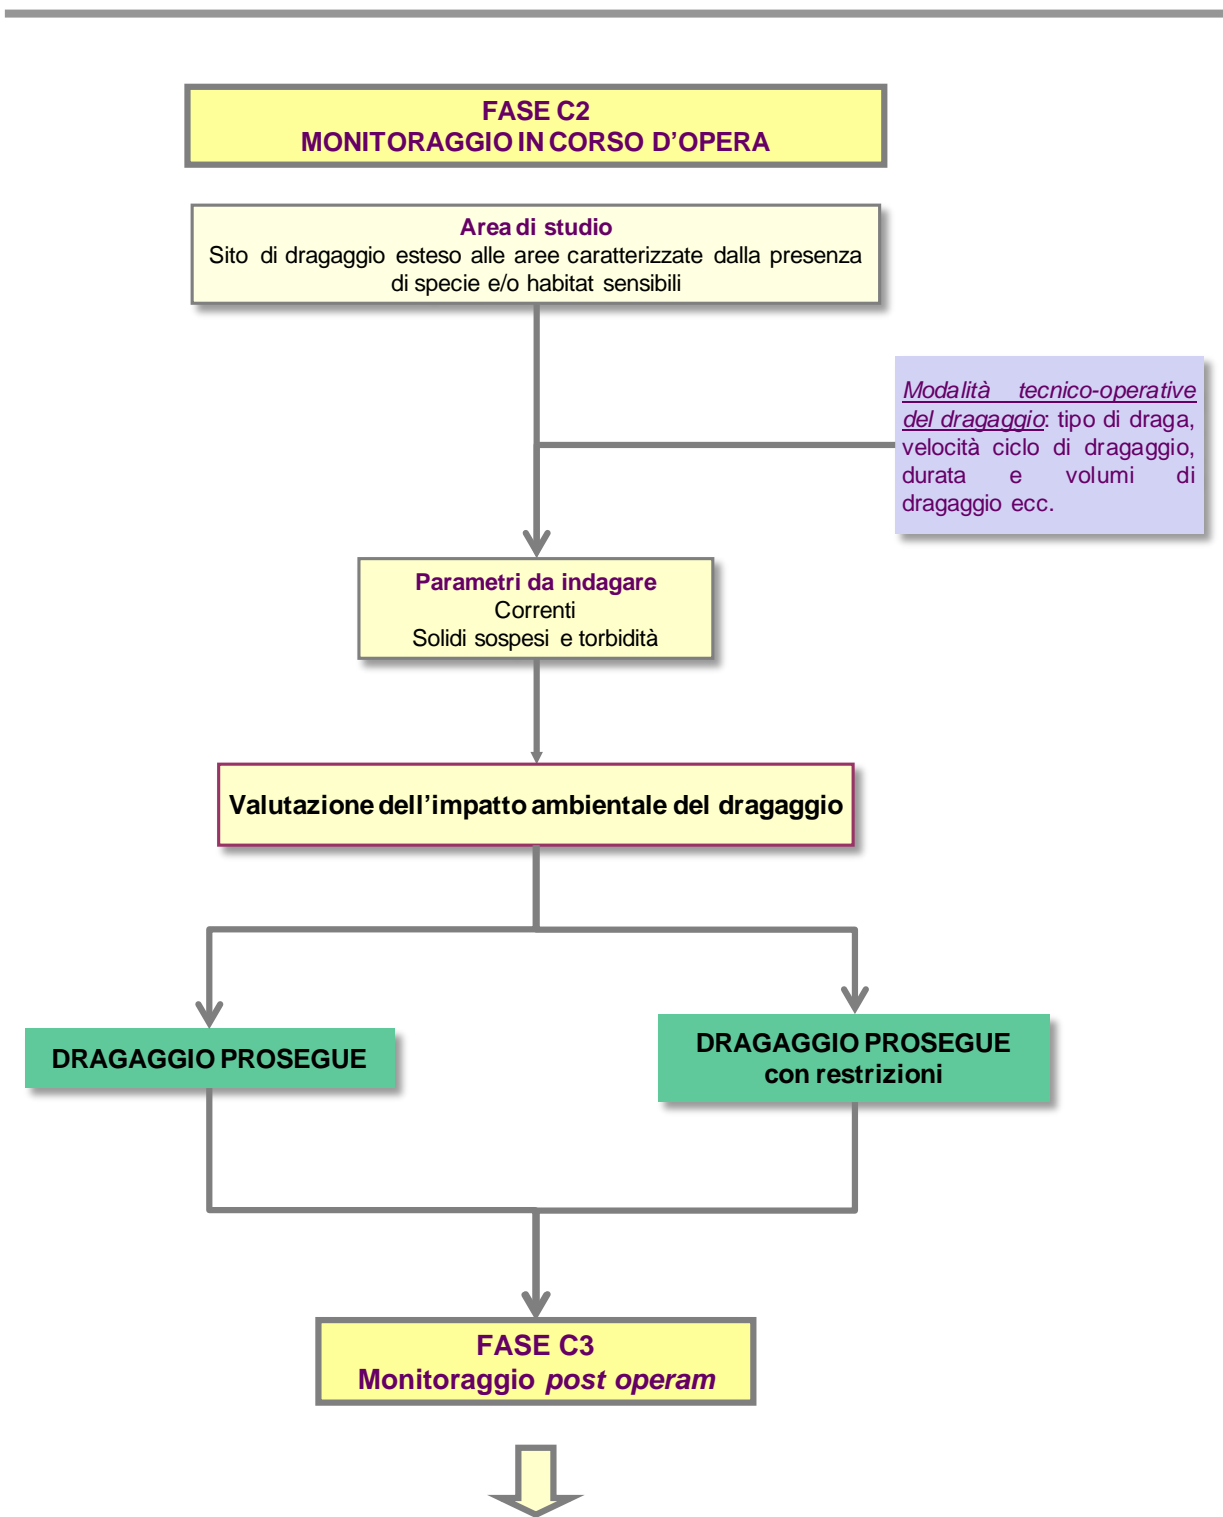 FASE C2
MONITORAGGIO IN CORSO D'OPERA
Area di studio
Sito di dragaggio esteso alle aree caratterizzate dalla presenza
di specie e/o habitat sensibili
Modalità tecnico-operative
del dragaggio: tipo di draga,
velocità ciclo di dragaggio,
durata e volumi di
dragaggio ecc.
Parametri da indagare
Correnti
Solidi sospesi e torbidità
Valutazione dell'impatto ambientale del dragaggio
DRAGAGGIO PROSEGUE
DRAGAGGIO PROSEGUE
con restrizioni
FASE C3
Monitoraggio post operam